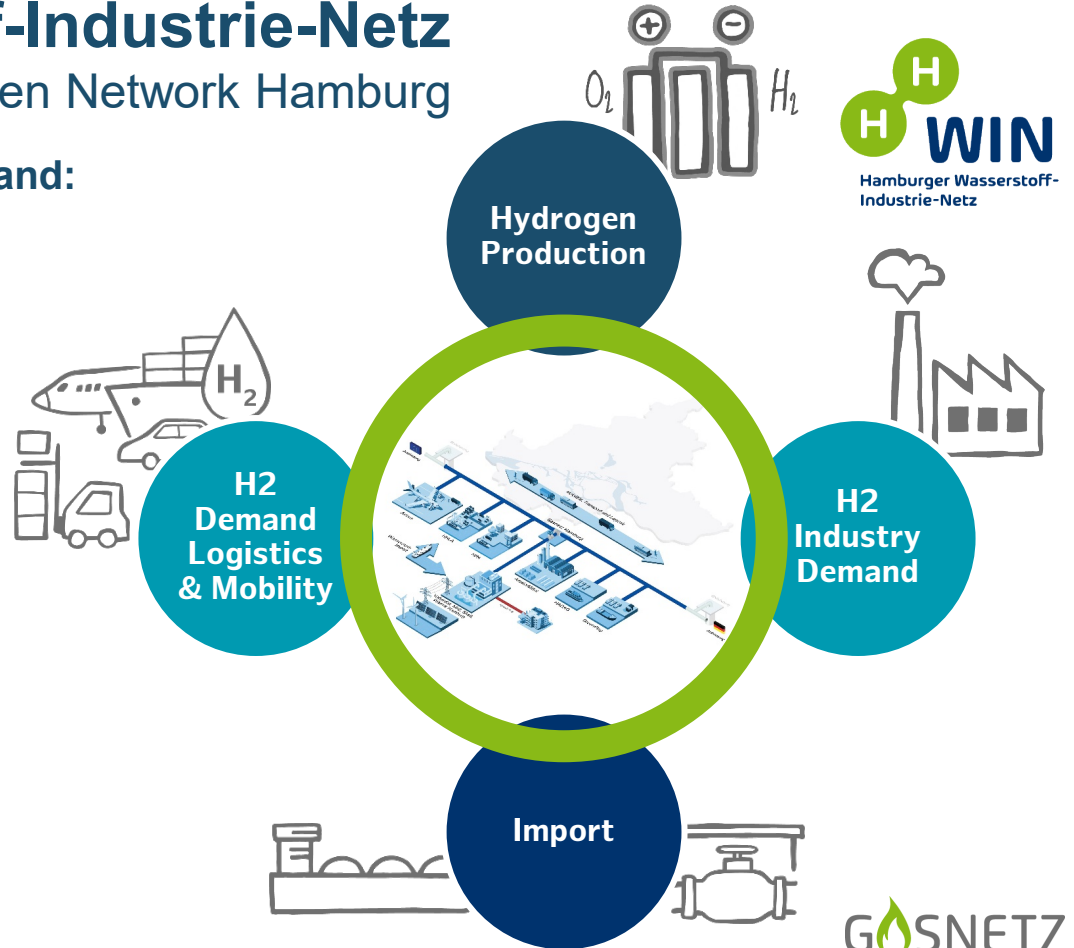 f-Industrie-Netz
en Network Hamburg
and:
O₂
H₂
H
H
WIN
Hamburger Wasserstoff-
Industrie-Netz
Hydrogen
Production
H₂
H2
Demand
Logistics
& Mobility
H2
Industry
Demand
Import
GASNETZ